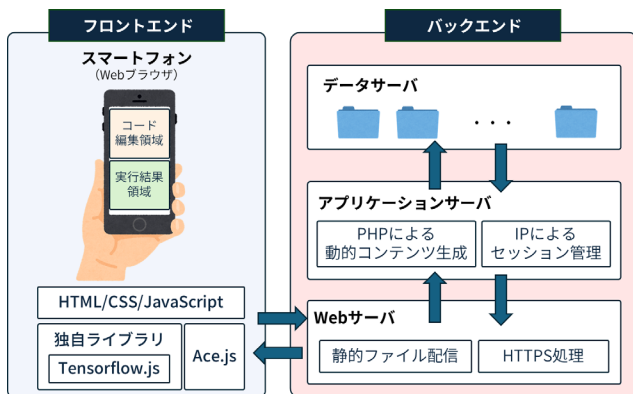 フロントエンド
スマートフォン
（Webブラウザ）
コード
編集領域
実行結果
領域
HTML/CSS/JavaScript
独自ライブラリ
Tensorflow.js
Ace.js
バックエンド
データサーバ
・・・
アプリケーションサーバ
PHPによる
動的コンテンツ生成
IPによる
セッション管理
Webサーバ
静的ファイル配信
HTTPS処理